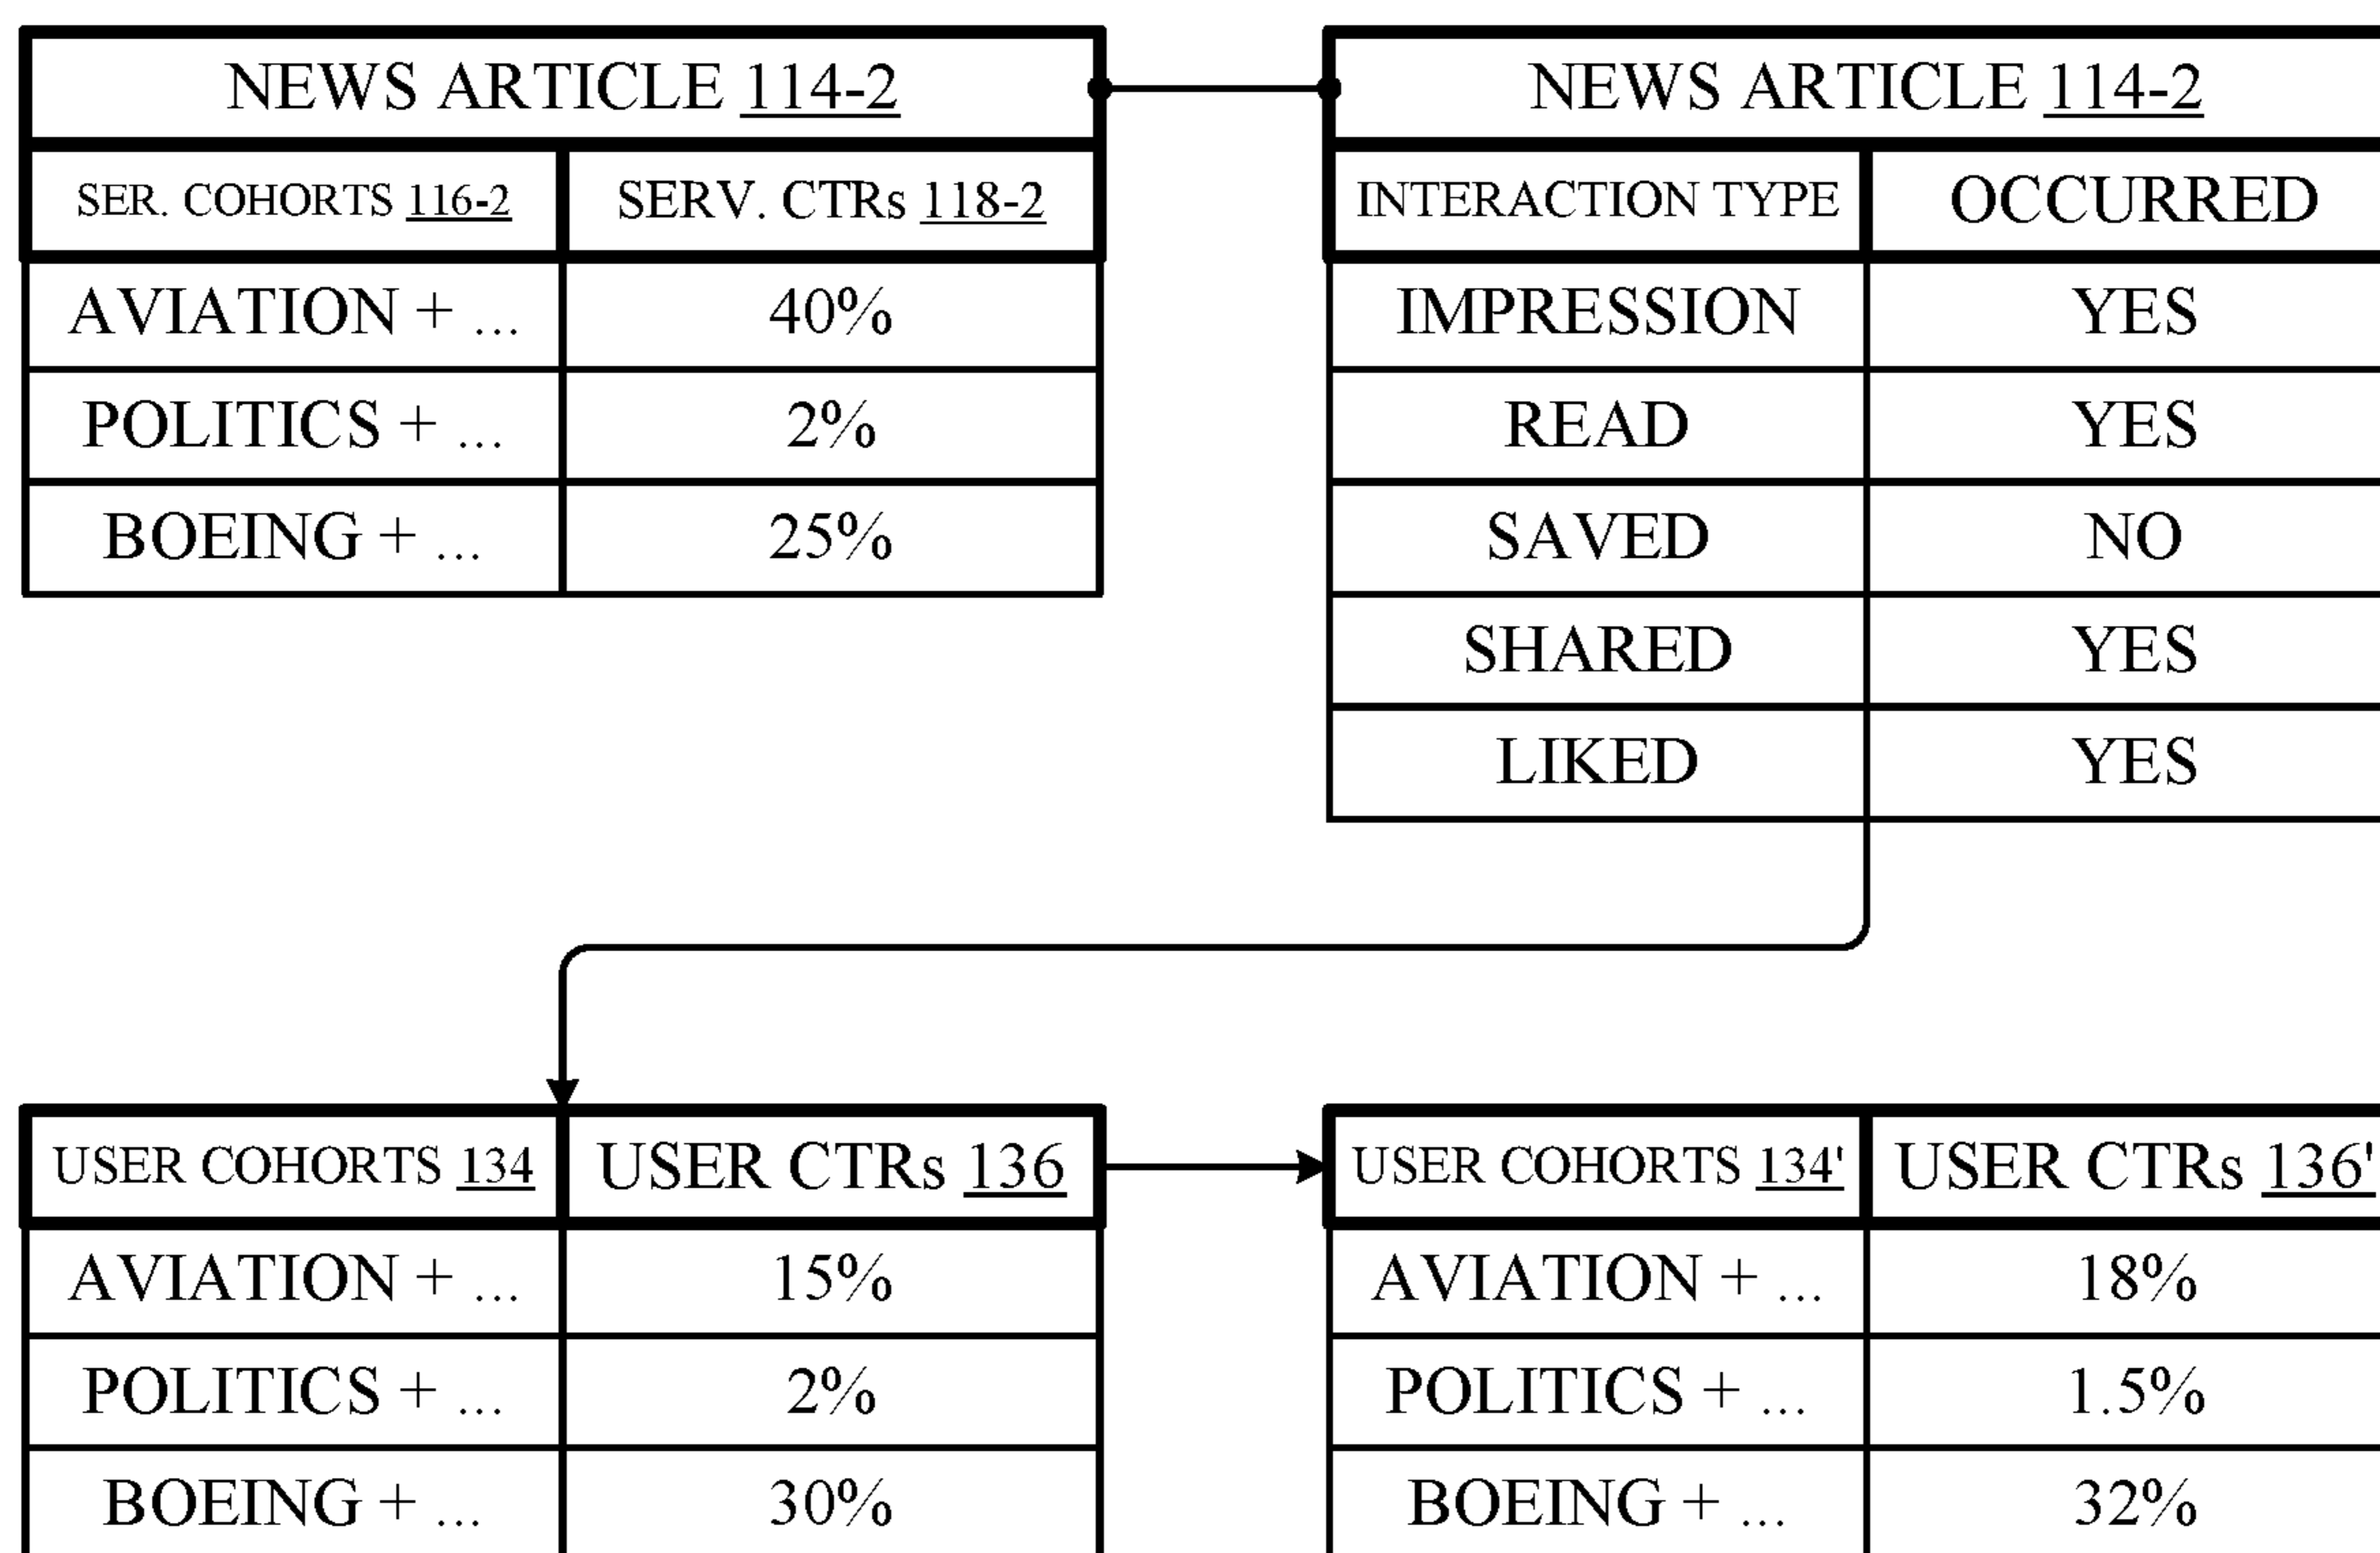 NEWS ARTICLE 114-2
SER. COHORTS 116-2 SERV. CTRs 118-2
AVIATION + ... 40%
POLITICS + ... 2%
BOEING + ... 25%
NEWS ARTICLE 114-2
INTERACTION TYPE OCCURRED
IMPRESSION YES
READ YES
SAVED NO
SHARED YES
LIKED YES
USER COHORTS 134 USER CTRs 136
AVIATION + ... 15%
POLITICS + ... 2%
BOEING + ... 30%
USER COHORTS 134' USER CTRs 136'
AVIATION + ... 18%
POLITICS + ... 1.5%
BOEING + ... 32%